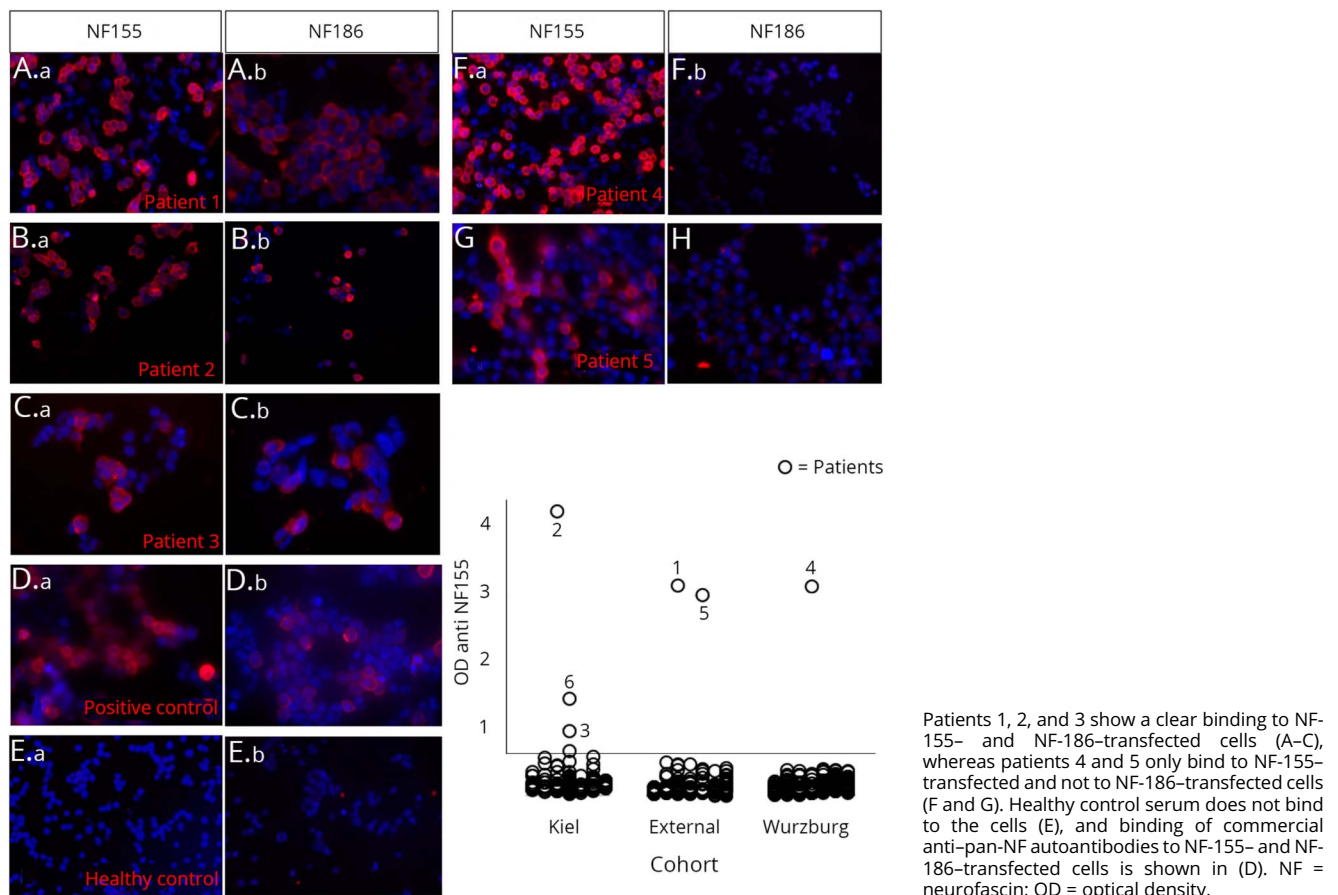 NF155
NF186
NF155
NF186
A.a
A.b
Patient 1
B.a
B.b
Patient 2
C.a
C.b
Patient 3
D.a
D.b
Positive control
E.a
E.b
Healthy control
F.a
F.b
Patient 4
G
H
Patient 5
O = Patients
OD anti NF155
4
3
2
1
2
6
3
1
5
4
Kiel
External
Wurzburg
Cohort
Patients 1, 2, and 3 show a clear binding to NF-
155– and NF-186–transfected cells (A–C),
whereas patients 4 and 5 only bind to NF-155–
transfected and not to NF-186–transfected cells
(F and G). Healthy control serum does not bind
to the cells (E), and binding of commercial
anti–pan-NF autoantibodies to NF-155– and NF-
186–transfected cells is shown in (D). NF =
neurofascin; OD = optical density.